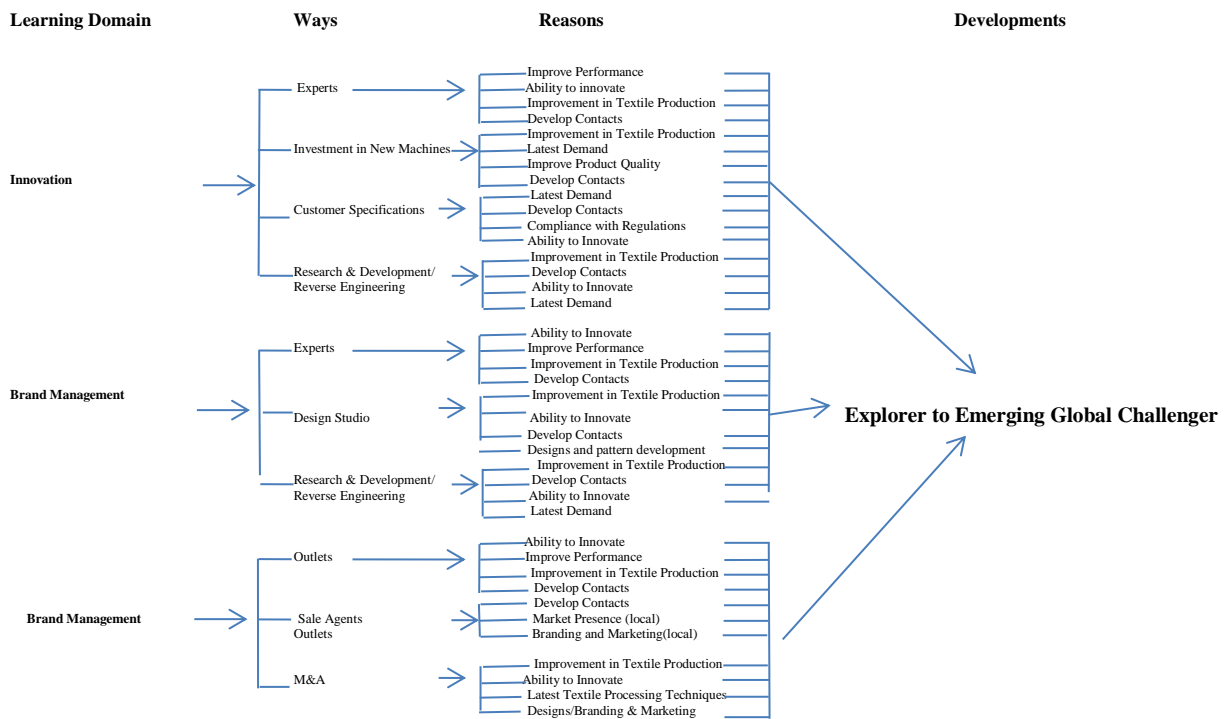 Learning Domain Ways Reasons Developments
Improve Performance
Experts
Ability to innovate
Improvement in Textile Production
Develop Contacts
Improvement in Textile Production
Investment in New Machines
Latest Demand
Improve Product Quality
Innovation
Develop Contacts
Latest Demand
Customer Specifications
Develop Contacts
Compliance with Regulations
Ability to Innovate
Improvement in Textile Production
Research & Development/
Reverse Engineering
Develop Contacts
Ability to Innovate
Latest Demand
Ability to Innovate
Experts
Improve Performance
Improvement in Textile Production
Develop Contacts
Brand Management
Improvement in Textile Production
Design Studio
Ability to Innovate
Develop Contacts
Designs and pattern development
Explorer to Emerging Global Challenger
Improvement in Textile Production
Research & Development/
Reverse Engineering
Develop Contacts
Ability to Innovate
Latest Demand
Ability to Innovate
Outlets
Improve Performance
Improvement in Textile Production
Develop Contacts
Develop Contacts
Brand Management
Sale Agents
Outlets
Market Presence (local)
Branding and Marketing(local)
Improvement in Textile Production
M&A
Ability to Innovate
Latest Textile Processing Techniques
Designs/Branding & Marketing